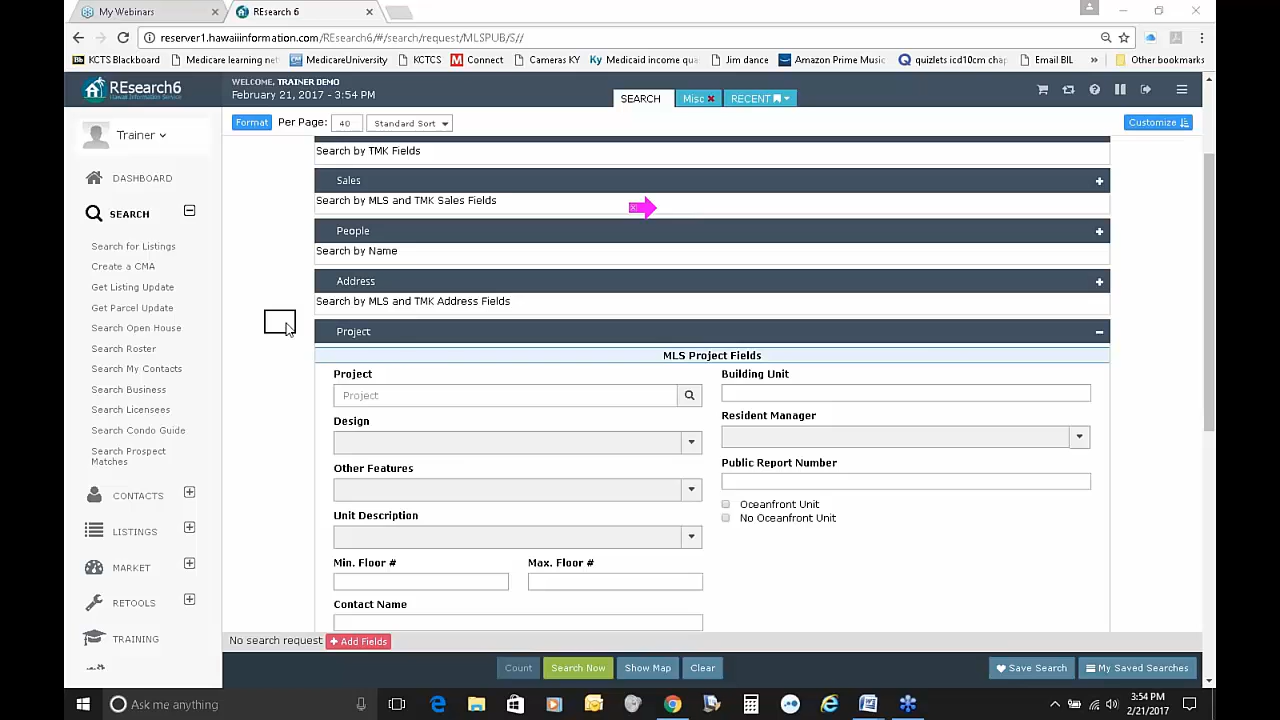 My Webinars
REsearch 6
reserver1.hawaiiinformation.com/REsearch6/#/search/request/MLSPUB/S//
KCTS Blackboard
Medicare learning net
MedicareUniversity
KCTCS
Connect
Cameras KY
Medicaid income qua
Jim dance
Amazon Prime Music
quizlets icd10cm chap
Email BIL
»
Other bookmarks
REsearch6
Hawaii Information Service
WELCOME, TRAINER DEMO
February 21, 2017 - 3:54 PM
SEARCH
Misc
RECENT
Trainer
Format
Per Page:
40
Standard Sort
Customize
DASHBOARD
SEARCH
Search for Listings
Create a CMA
Get Listing Update
Get Parcel Update
Search Open House
Search Roster
Search My Contacts
Search Business
Search Licensees
Search Condo Guide
Search Prospect
Matches
CONTACTS
LISTINGS
MARKET
RETOOLS
TRAINING
Search by TMK Fields
Sales
Search by MLS and TMK Sales Fields
People
Search by Name
Address
Search by MLS and TMK Address Fields
Project
MLS Project Fields
Project
Project
Building Unit
Design
Resident Manager
Other Features
Public Report Number
Unit Description
Oceanfront Unit
No Oceanfront Unit
Min. Floor #
Max. Floor #
Contact Name
No search request
+ Add Fields
Count
Search Now
Show Map
Clear
Save Search
My Saved Searches
Ask me anything
3:54 PM
2/21/2017